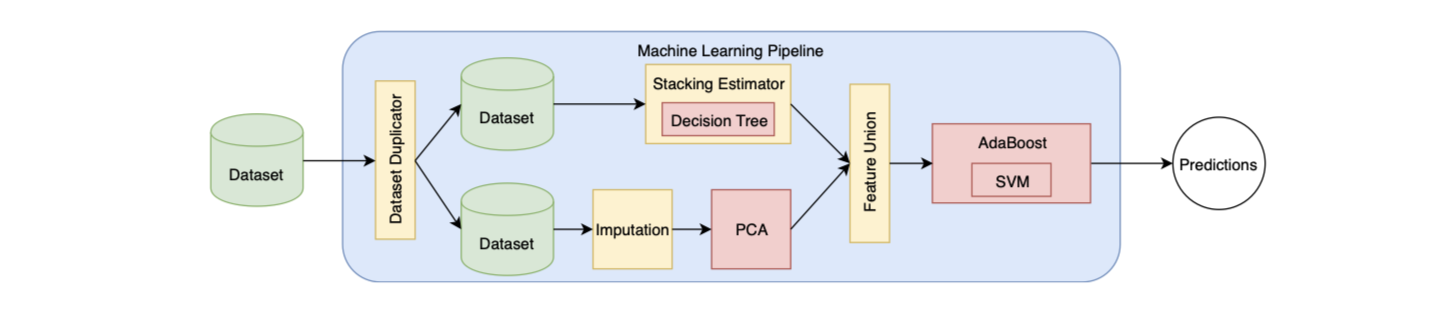 Machine Learning Pipeline
Dataset
Dataset Duplicator
Dataset
Stacking Estimator
Decision Tree
Dataset
Imputation
PCA
Feature Union
AdaBoost
SVM
Predictions